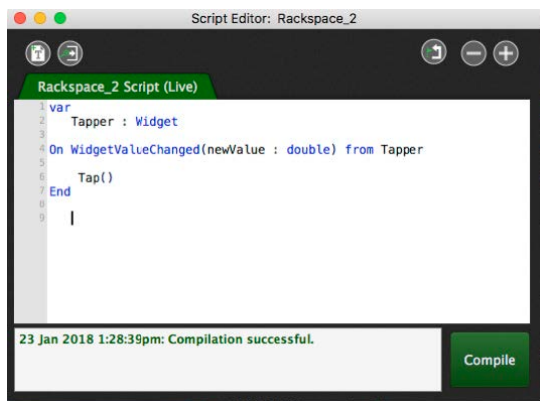 Script Editor: Rackspace_2
Rackspace_2 Script (Live)
1 var
2 Tapper : Widget
3
4 On WidgetValueChanged(newValue : double) from Tapper
5
6 Tap()
7 End
8
9
23 Jan 2018 1:28:39pm: Compilation successful.
Compile